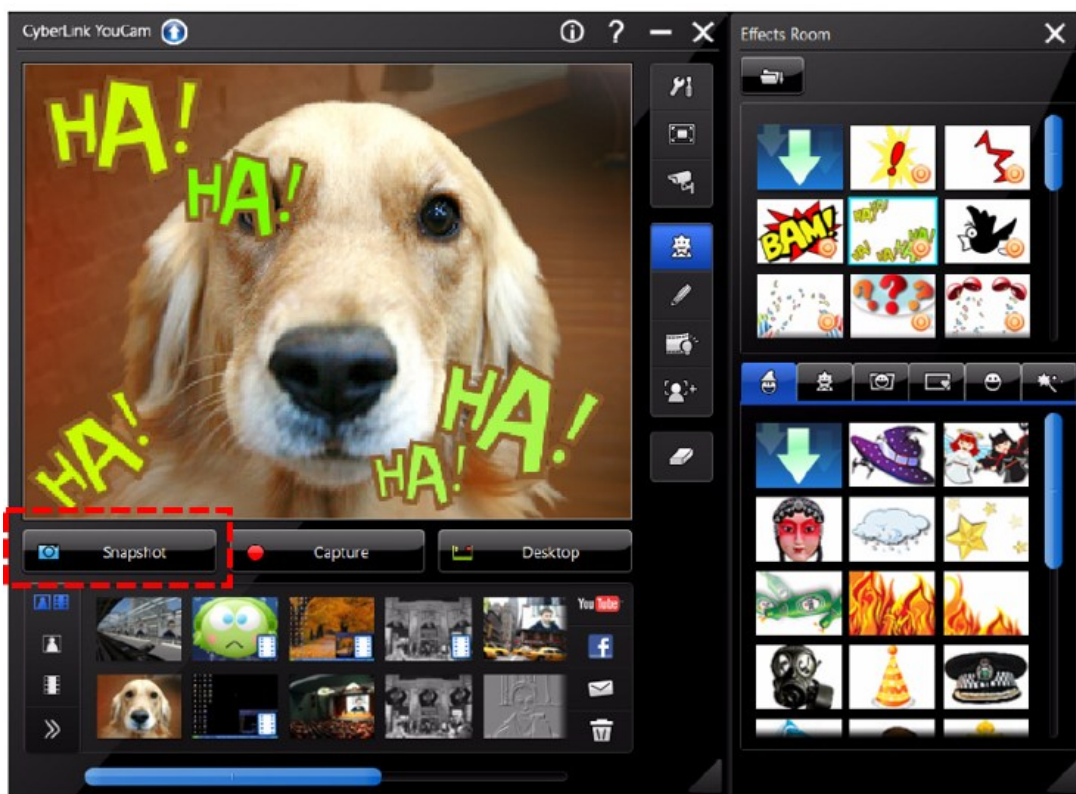 CyberLink YouCam
Effects Room
HA!
HA!
HA!
HA!
HA!
BAM!
Snapshot
Capture
Desktop
YouTube
f